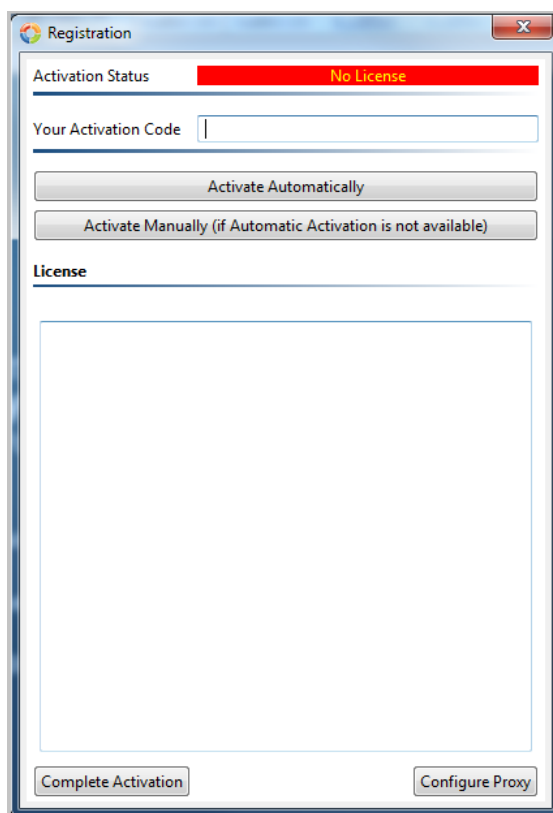 Registration
Activation Status No License
Your Activation Code
Activate Automatically
Activate Manually (if Automatic Activation is not available)
License
Complete Activation Configure Proxy